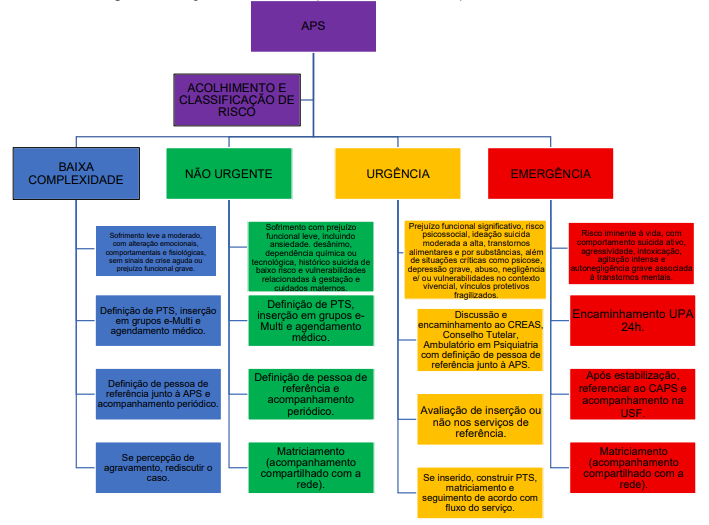 APS
ACOLHIMENTO E
CLASSIFICAÇÃO DE
RISCO
BAIXA
COMPLEXIDADE
Sofrimento leve a moderado,
com alteração emocionais,
comportamentais e fisiológicas,
sem sinais de crise aguda ou
prejuízo funcional grave.
Definição de PTS, inserção
em grupos e-Multi e
agendamento médico.
Definição de pessoa de
referência junto à APS e
acompanhamento periódico.
Se percepção de
agravamento, rediscutir o
caso.
NÃO URGENTE
Sofrimento com prejuízo
funcional leve, incluindo
ansiedade, desânimo,
dependência química ou
tecnológica, histórico suicida de
baixo risco e vulnerabilidades
relacionadas à gestação e
cuidados maternos.
Definição de PTS,
inserção em grupos e-
Multi e agendamento
médico.
Definição de pessoa de
referência e
acompanhamento
periódico.
Matriciamento
(acompanhamento
compartilhado com a
rede).
URGÊNCIA
Prejuízo funcional significativo, risco
psicossocial, ideação suicida
moderada a alta, transtornos
alimentares e por substâncias, além
de situações críticas como psicose,
depressão grave, abuso, negligência
e/ ou vulnerabilidades no contexto
vivencial, vínculos protetivos
fragilizados.
Discussão e
encaminhamento ao CREAS,
Conselho Tutelar,
Ambulatório em Psiquiatria
com definição de pessoa de
referência junto à APS.
Avaliação de inserção ou
não nos serviços de
referência.
Se inserido, construir PTS,
matriciamento e
seguimento de acordo com
fluxo do serviço.
EMERGÊNCIA
Risco iminente à vida, com
comportamento suicida ativo,
agressividade, intoxicação,
agitação intensa e
autonegligência grave associada
à transtornos mentais.
Encaminhamento UPA
24h.
Após estabilização,
referenciar ao CAPS e
acompanhamento na
USF.
Matriciamento
(acompanhamento
compartilhado com a
rede).